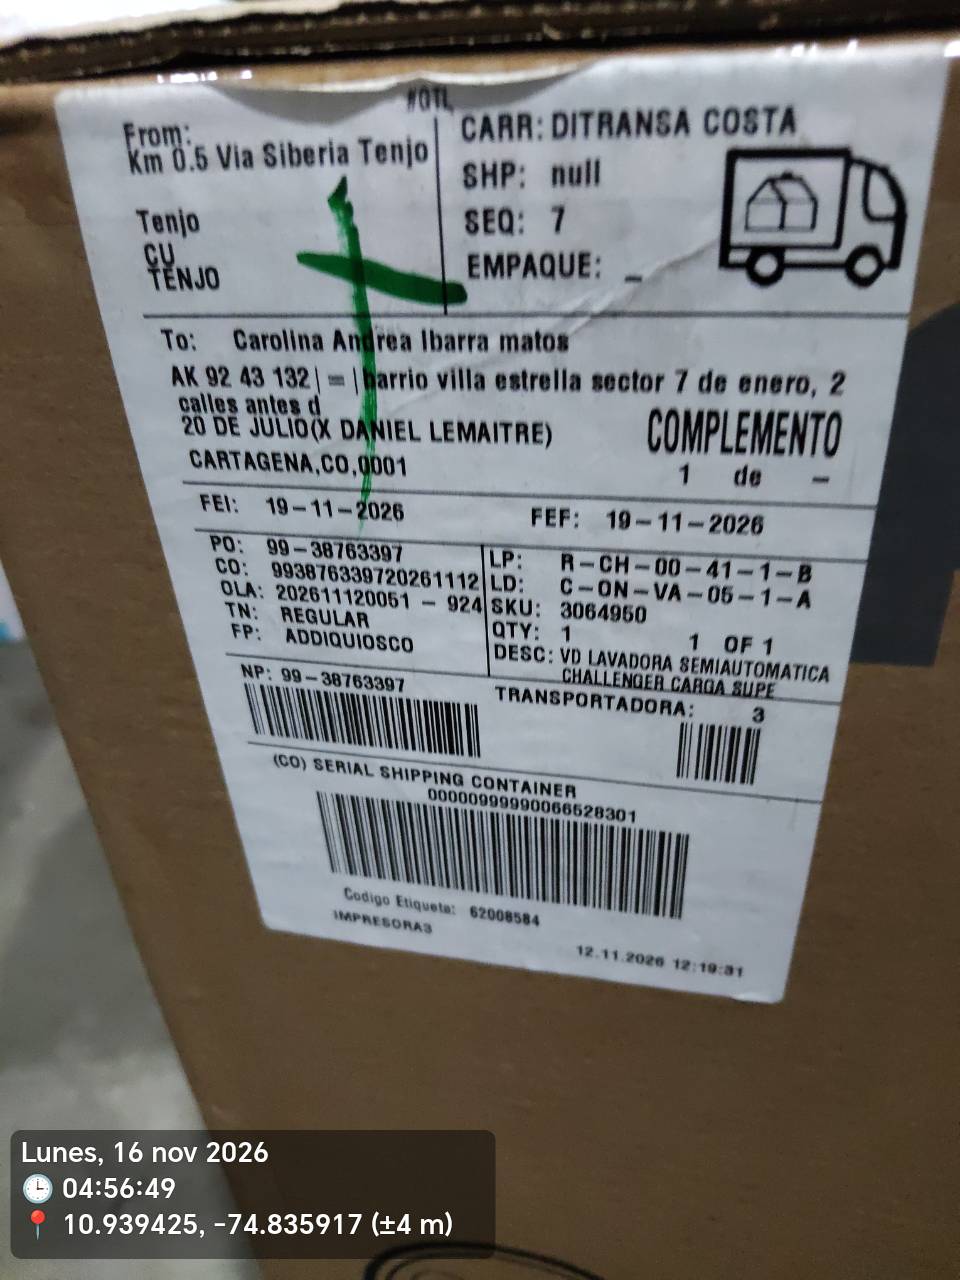 #OTL
From:
Km 0.5 Via Siberia Tenjo
Tenjo
CU
TENJO
CARR: DITRANSA COSTA
SHP: null
SEQ: 7
EMPAQUE: _
To: Carolina Andrea Ibarra matos
AK 92 43 132| = |barrio villa estrella sector 7 de enero, 2
calles antes d
20 DE JULIO(X DANIEL LEMAITRE)
CARTAGENA,CO,0001
COMPLEMENTO
1 de -
FEI: 19-11-2026
FEF: 19-11-2026
PO: 99-38763397
CO: 993876339720261112
OLA: 202611120051 - 924
TN: REGULAR
FP: ADDIQUIOSCO
LP: R-CH-00-41-1-B
LD: C-ON-VA-05-1-A
SKU: 3064950
QTY: 1 1 OF 1
DESC: VD LAVADORA SEMIAUTOMATICA
CHALLENGER CARGA SUPE
NP: 99-38763397
TRANSPORTADORA: 3
(CO) SERIAL SHIPPING CONTAINER
00000999990066528301
Codigo Etiqueta: 62008584
IMPRESORA3
12.11.2026 12:19:31
Lunes, 16 nov 2026
04:56:49
10.939425, -74.835917 (±4 m)